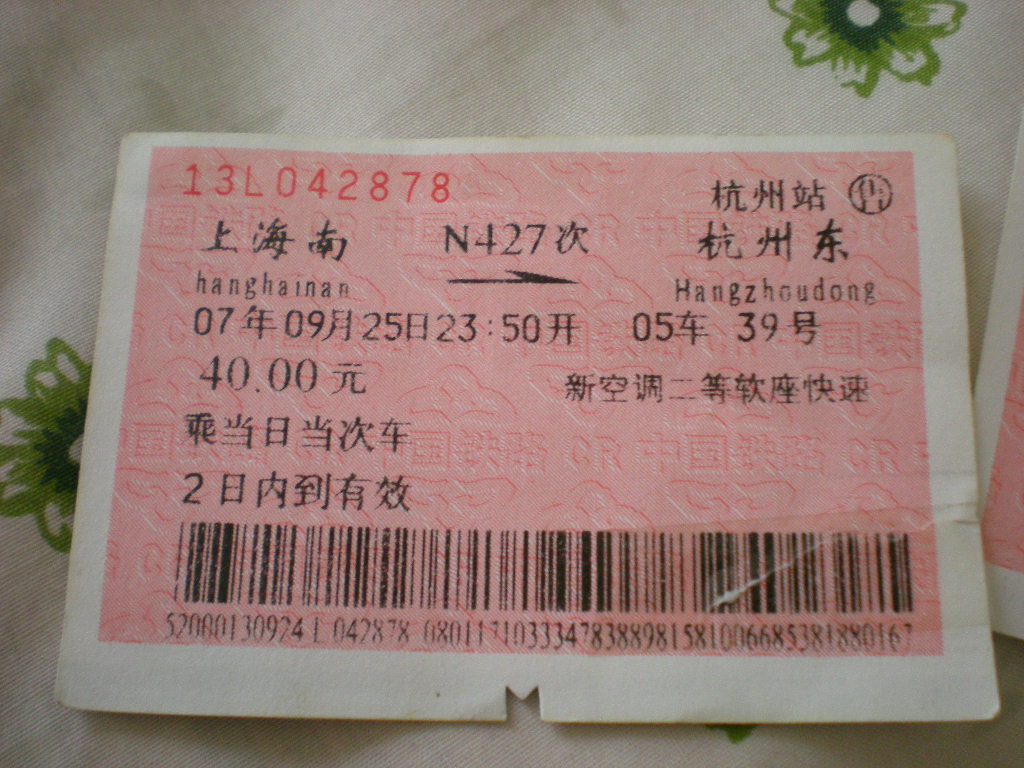 13L042878
杭州站 售
上海南 N427次 杭州东
hanghainan Hangzhoudong
07年09月25日23:50开 05车 39号
40.00元 新空调二等软座快速
乘当日当次车
2日内到有效